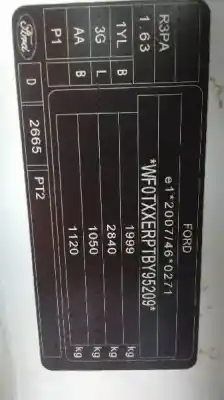 FORD
e1*2007/46*0271
*WF0TXXERPTBY95209*
1999 kg
2840 kg
1050 kg
1120 kg
R3PA
1.63
1YL B
3G L
AA B
P1
Ford
D 2665 PT2